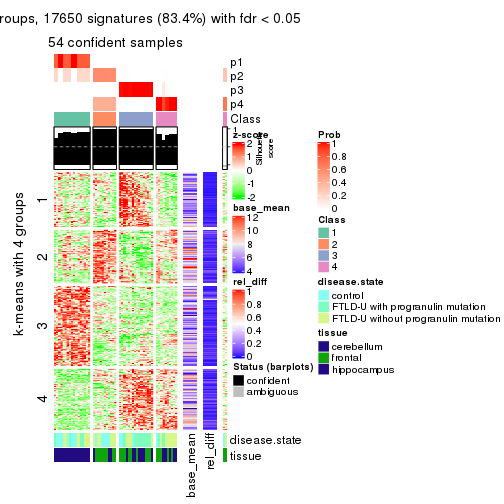 roups, 17650 signatures (83.4%) with fdr < 0.05
54 confident samples
p1
p2
p3
p4
Class
1
Silhouette
score
k-means with 4 groups
1
2
3
4
z-score
2
1
0
-1
-2
base_mean
12
10
8
6
4
rel_diff
1
0.8
0.6
0.4
0.2
0
Status (barplots)
confident
ambiguous
Prob
1
0.8
0.6
0.4
0.2
0
Class
1
2
3
4
disease.state
control
FTLD-U with progranulin mutation
FTLD-U without progranulin mutation
tissue
cerebellum
frontal
hippocampus
disease.state
tissue
base_mean
rel_diff